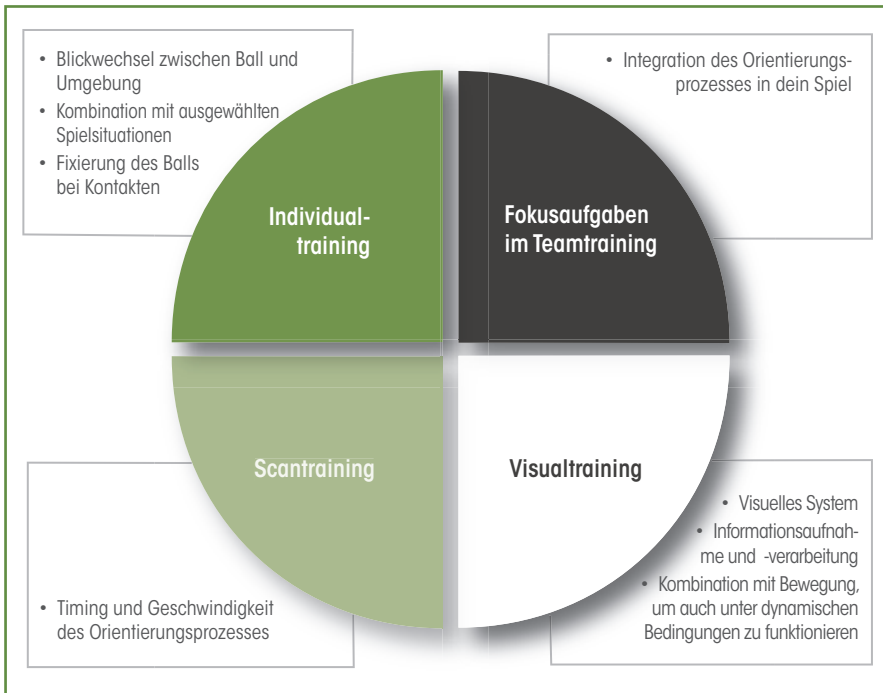 • Blickwechsel zwischen Ball und
Umgebung
• Kombination mit ausgewählten
Spielsituationen
• Fixierung des Balls
bei Kontakten
• Integration des Orientierungs-
prozesses in dein Spiel
Individual-
training
Fokusaufgaben
im Teamtraining
Scantraining
Visualtraining
• Timing und Geschwindigkeit
des Orientierungsprozesses
• Visuelles System
• Informationsaufnah-
me und -verarbeitung
• Kombination mit Bewegung,
um auch unter dynamischen
Bedingungen zu funktionieren